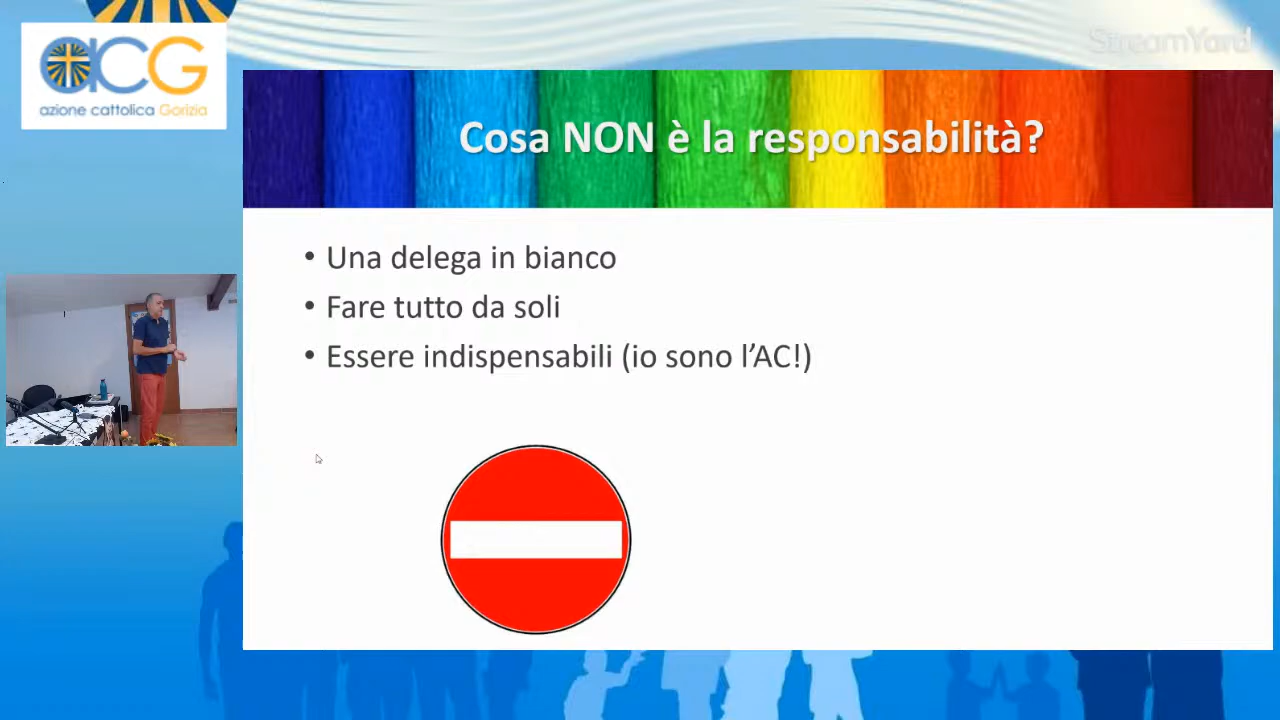 StreamYard
aCG
azione cattolica Gorizia
Cosa NON è la responsabilità?
• Una delega in bianco
• Fare tutto da soli
• Essere indispensabili (io sono l’AC!)